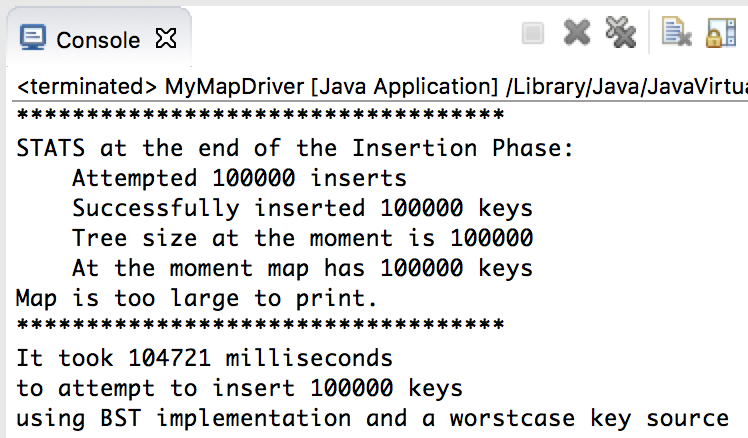 Console
<terminated> MyMapDriver [Java Application] /Library/Java/JavaVirtua
***********************************
STATS at the end of the Insertion Phase:
    Attempted 100000 inserts
    Successfully inserted 100000 keys
    Tree size at the moment is 100000
    At the moment map has 100000 keys
Map is too large to print.
***********************************
It took 104721 milliseconds
to attempt to insert 100000 keys
using BST implementation and a worstcase key source